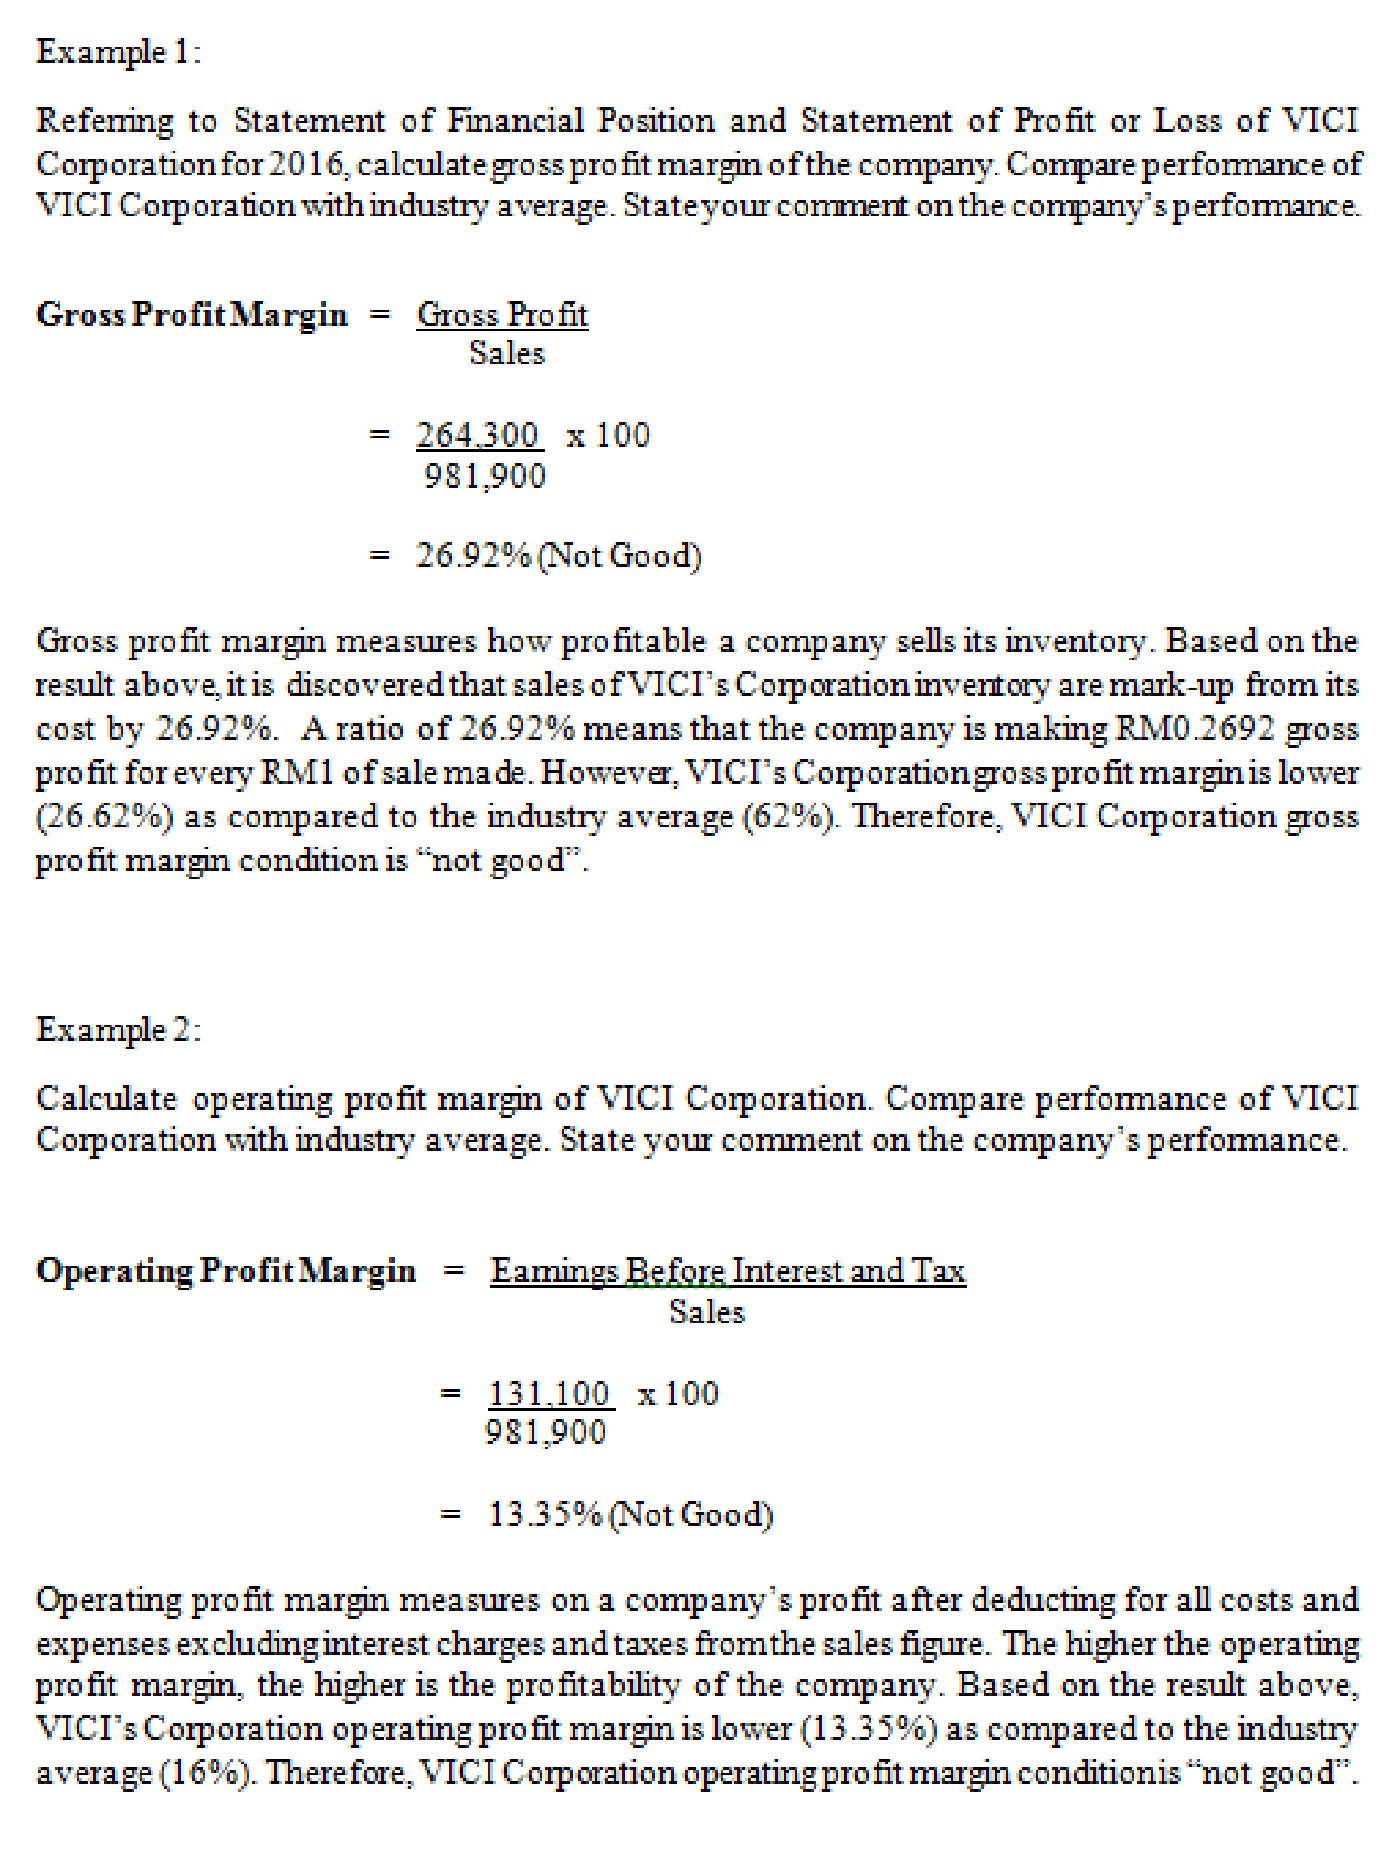 Example 1:
Referring to Statement of Financial Position and Statement of Profit or Loss of VICI
Corporation for 2016, calculate gross profit margin of the company. Compare performance of
VICI Corporation with industry average. State your comment on the company's performance.
Gross Profit Margin = Gross Profit
Sales
= 264,300 x 100
981,900
= 26.92% (Not Good)
Gross profit margin measures how profitable a company sells its inventory. Based on the
result above, it is discovered that sales of VICI's Corporation inventory are mark-up from its
cost by 26.92%. A ratio of 26.92% means that the company is making RM0.2692 gross
profit for every RM1 of sale made. However, VICI's Corporation gross profit margin is lower
(26.62%) as compared to the industry average (62%). Therefore, VICI Corporation gross
profit margin condition is “not good”.
Example 2:
Calculate operating profit margin of VICI Corporation. Compare performance of VICI
Corporation with industry average. State your comment on the company's performance.
Operating Profit Margin = Earnings Before Interest and Tax
Sales
= 131,100 x 100
981,900
= 13.35% (Not Good)
Operating profit margin measures on a company's profit after deducting for all costs and
expenses excluding interest charges and taxes from the sales figure. The higher the operating
profit margin, the higher is the profitability of the company. Based on the result above,
VICI's Corporation operating profit margin is lower (13.35%) as compared to the industry
average (16%). Therefore, VICI Corporation operating profit margin condition is “not good”.